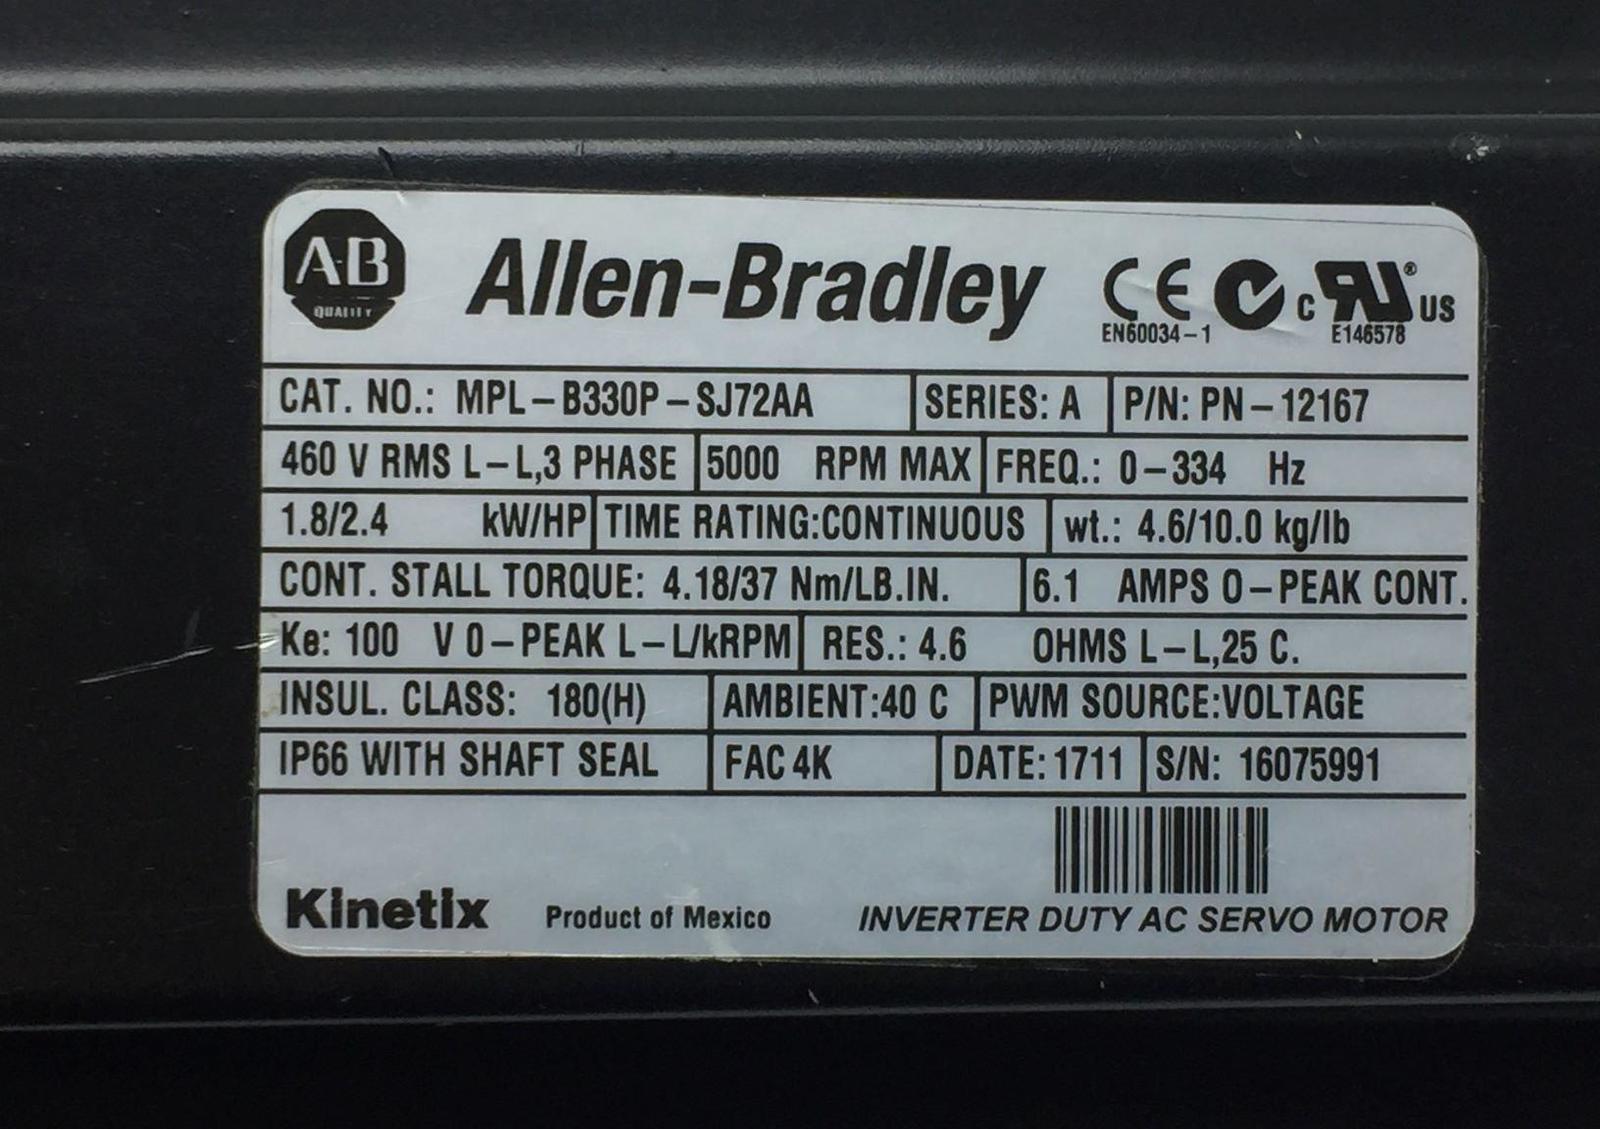 A-B QUALITY
Allen-Bradley
CE EN60034-1
c RU ® US E146578
CAT. NO.: MPL-B330P-SJ72AA SERIES: A P/N: PN-12167
460 V RMS L-L,3 PHASE 5000 RPM MAX FREQ.: 0-334 Hz
1.8/2.4 kW/HP TIME RATING:CONTINUOUS wt.: 4.6/10.0 kg/lb
CONT. STALL TORQUE: 4.18/37 Nm/LB.IN. 6.1 AMPS 0-PEAK CONT.
Ke: 100 V 0-PEAK L-L/kRPM RES.: 4.6 OHMS L-L,25 C.
INSUL. CLASS: 180(H) AMBIENT:40 C PWM SOURCE:VOLTAGE
IP66 WITH SHAFT SEAL FAC 4K DATE: 1711 S/N: 16075991
Kinetix Product of Mexico INVERTER DUTY AC SERVO MOTOR